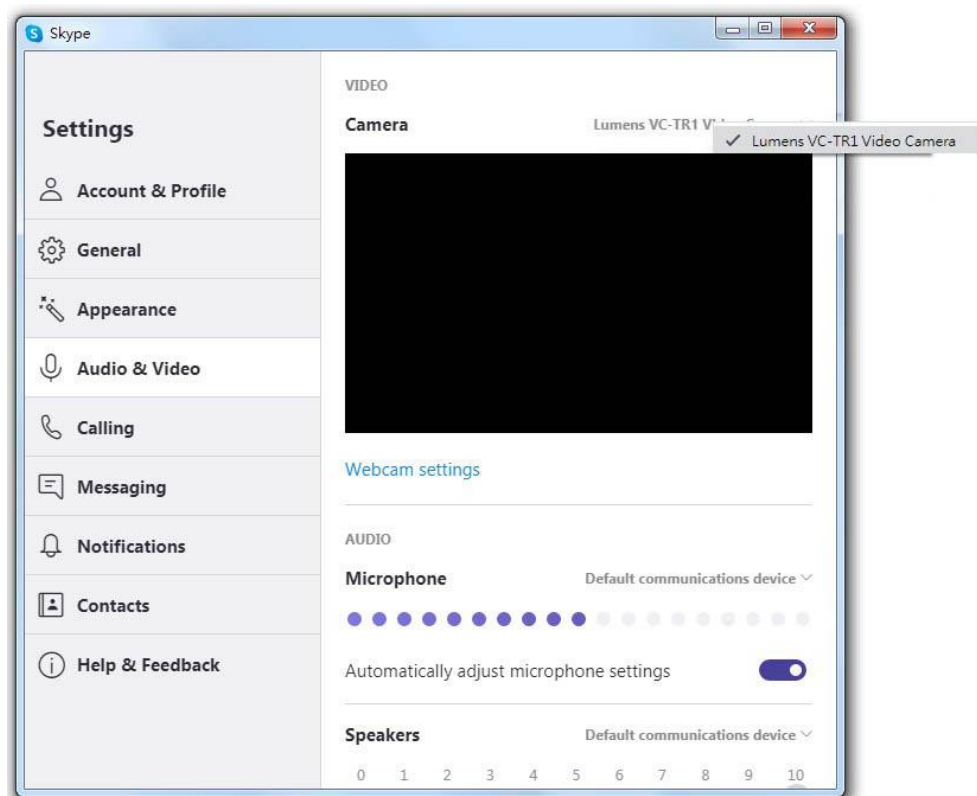 Skype
Settings
Account & Profile
General
Appearance
Audio & Video
Calling
Messaging
Notifications
Contacts
Help & Feedback
VIDEO
Camera Lumens VC-TR1
Lumens VC-TR1 Video Camera
Webcam settings
AUDIO
Microphone Default communications device
Automatically adjust microphone settings
Speakers Default communications device
0 1 2 3 4 5 6 7 8 9 10